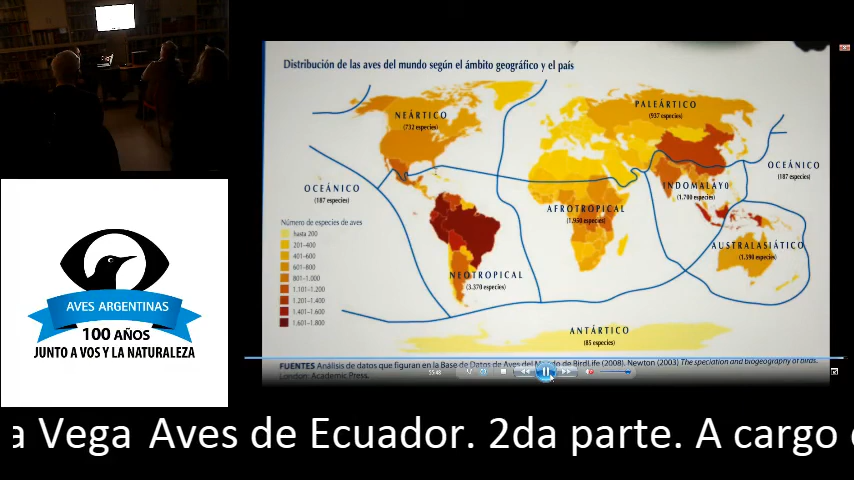 Distribución de las aves del mundo según el ámbito geográfico y el país
NEÁRTICO
(732 especies)
PALEÁRTICO
(937 especies)
OCEÁNICO
(187 especies)
OCEÁNICO
(187 especies)
INDOMALAYO
(1.700 especies)
AFROTROPICAL
(1.950 especies)
AUSTRALASIÁTICO
(1.590 especies)
NEOTROPICAL
(3.370 especies)
ANTÁRTICO
(85 especies)
Número de especies de aves
hasta 200
201–400
401–600
601–800
801–1.000
1.101–1.200
1.201–1.400
1.401–1.600
1.601–1.800
FUENTES Análisis de datos que figuran en la Base de Datos de Aves del Mundo de BirdLife (2008). Newton (2003) The speciation and biogeography of birds.
London: Academic Press.
AVES ARGENTINAS
100 AÑOS
JUNTO A VOS Y LA NATURALEZA
a Vega Aves de Ecuador. 2da parte. A cargo